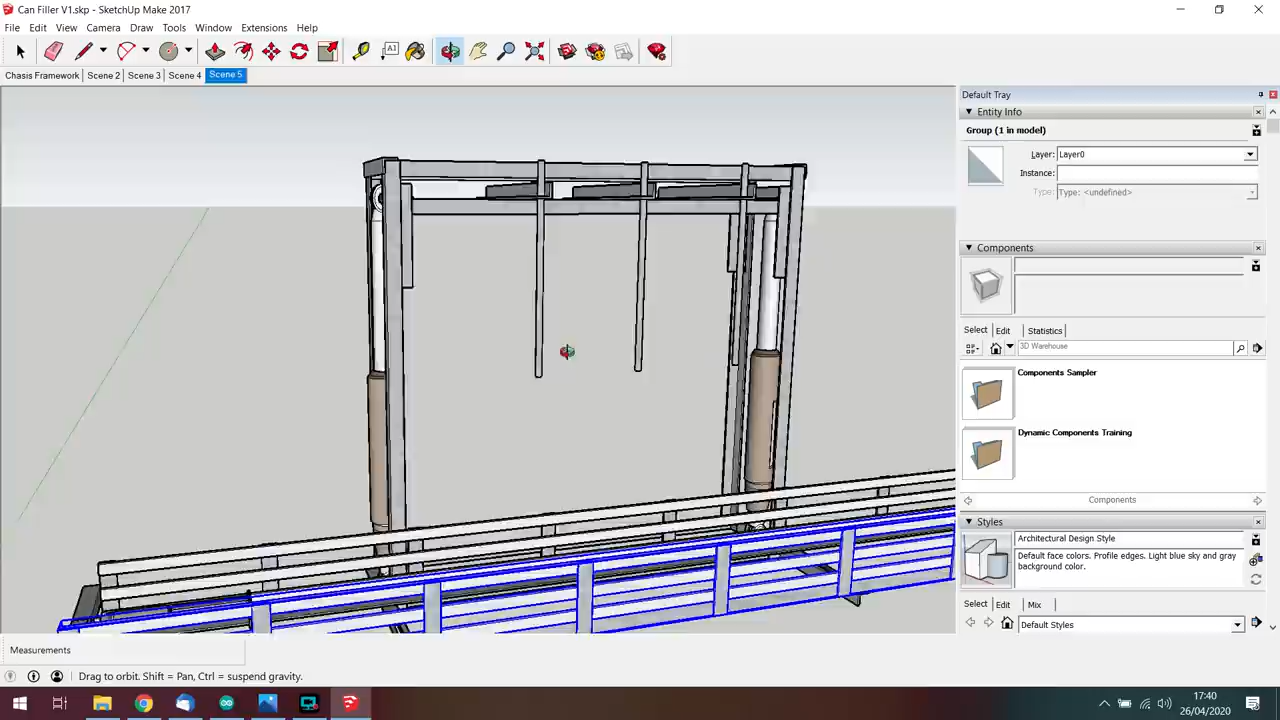 Can Filler V1.skp - SketchUp Make 2017
File Edit View Camera Draw Tools Window Extensions Help
Chasis Framework Scene 2 Scene 3 Scene 4 Scene 5
Default Tray
Entity Info
Group (1 in model)
Layer: Layer0
Instance:
Type: Type: <undefined>
Components
Select Edit Statistics
3D Warehouse
Components Sampler
Dynamic Components Training
Components
Styles
Architectural Design Style
Default face colors. Profile edges. Light blue sky and gray
background color.
Select Edit Mix
Default Styles
Measurements
Drag to orbit. Shift = Pan, Ctrl = suspend gravity.
17:40
26/04/2020